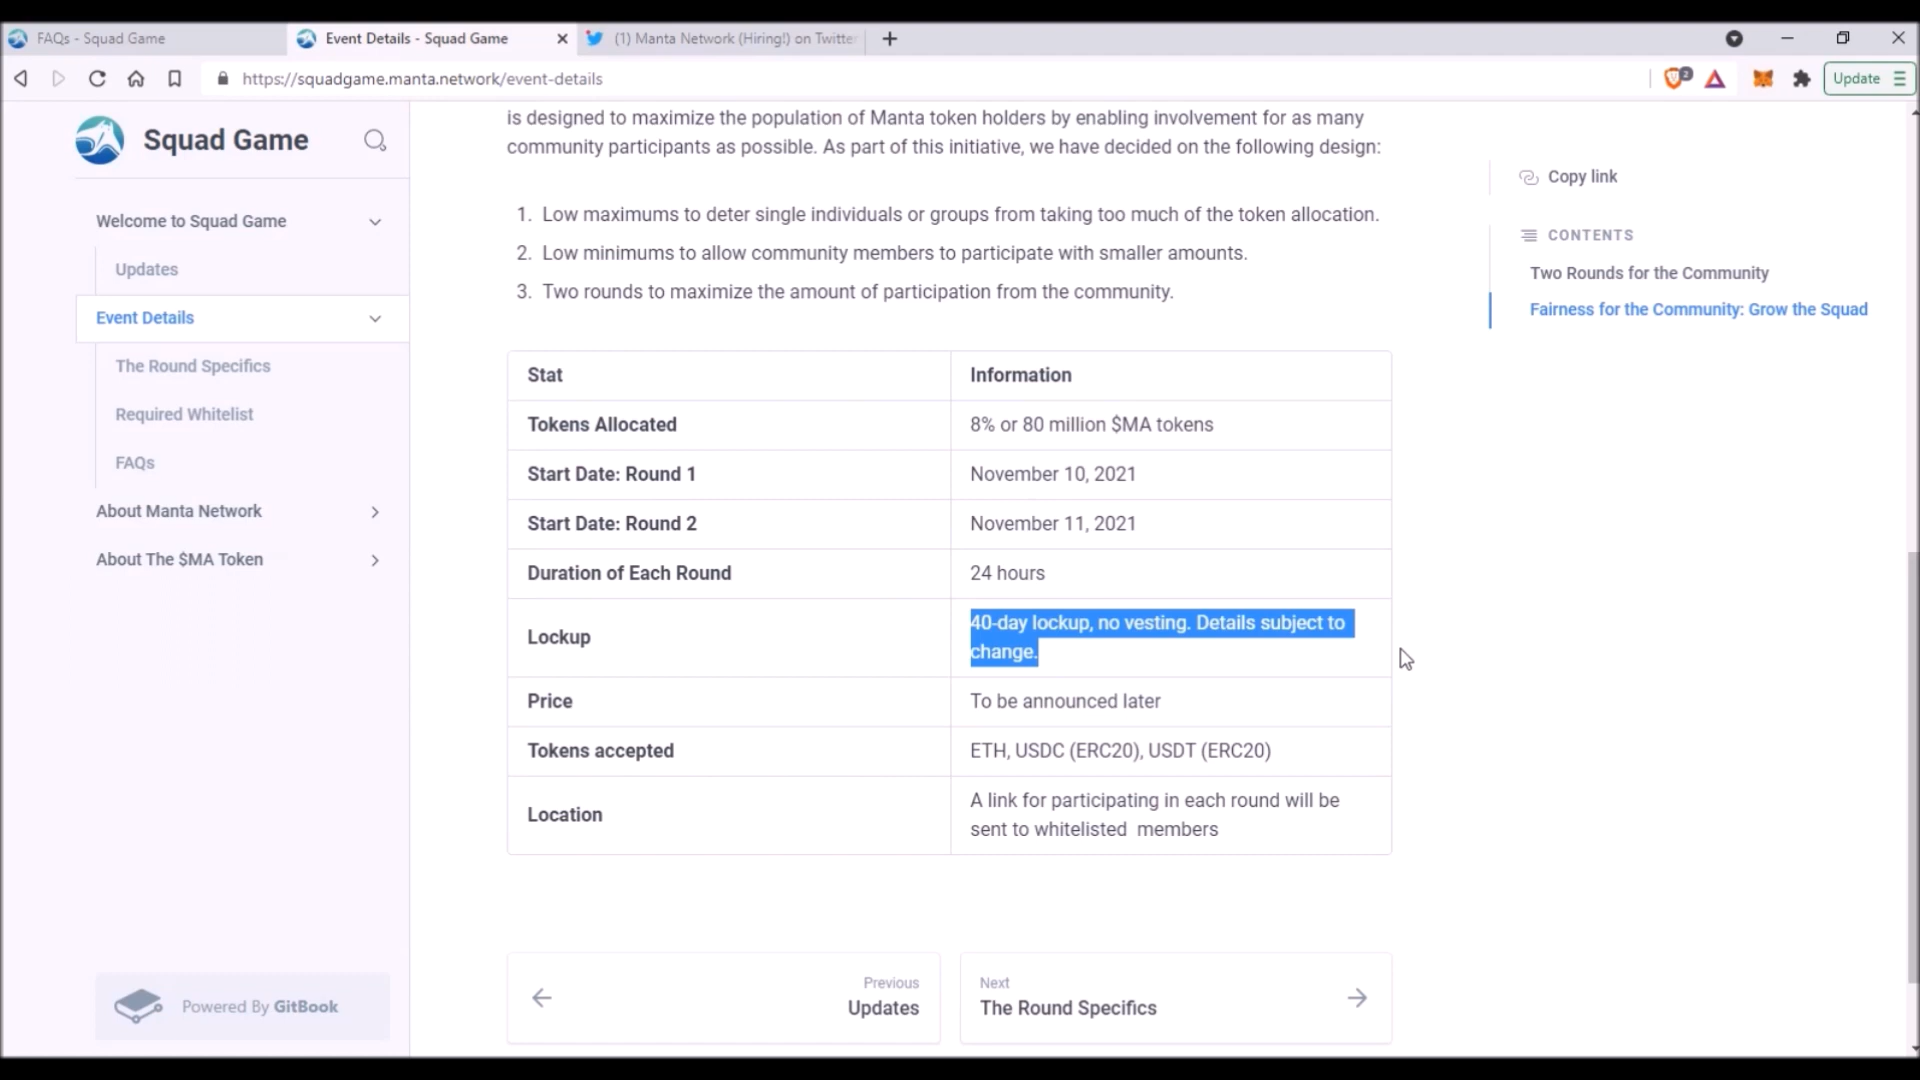 FAQs - Squad Game
Event Details - Squad Game
(1) Manta Network (Hiring!) on Twitter
https://squadgame.manta.network/event-details
2
Update
Squad Game
Welcome to Squad Game
Updates
Event Details
The Round Specifics
Required Whitelist
FAQs
About Manta Network
About The $MA Token
Powered By GitBook
is designed to maximize the population of Manta token holders by enabling involvement for as many
community participants as possible. As part of this initiative, we have decided on the following design:
1. Low maximums to deter single individuals or groups from taking too much of the token allocation.
2. Low minimums to allow community members to participate with smaller amounts.
3. Two rounds to maximize the amount of participation from the community.
Stat Information
Tokens Allocated 8% or 80 million $MA tokens
Start Date: Round 1 November 10, 2021
Start Date: Round 2 November 11, 2021
Duration of Each Round 24 hours
Lockup 40-day lockup, no vesting. Details subject to
change.
Price To be announced later
Tokens accepted ETH, USDC (ERC20), USDT (ERC20)
Location A link for participating in each round will be
sent to whitelisted members
Previous
Updates
Next
The Round Specifics
Copy link
CONTENTS
Two Rounds for the Community
Fairness for the Community: Grow the Squad